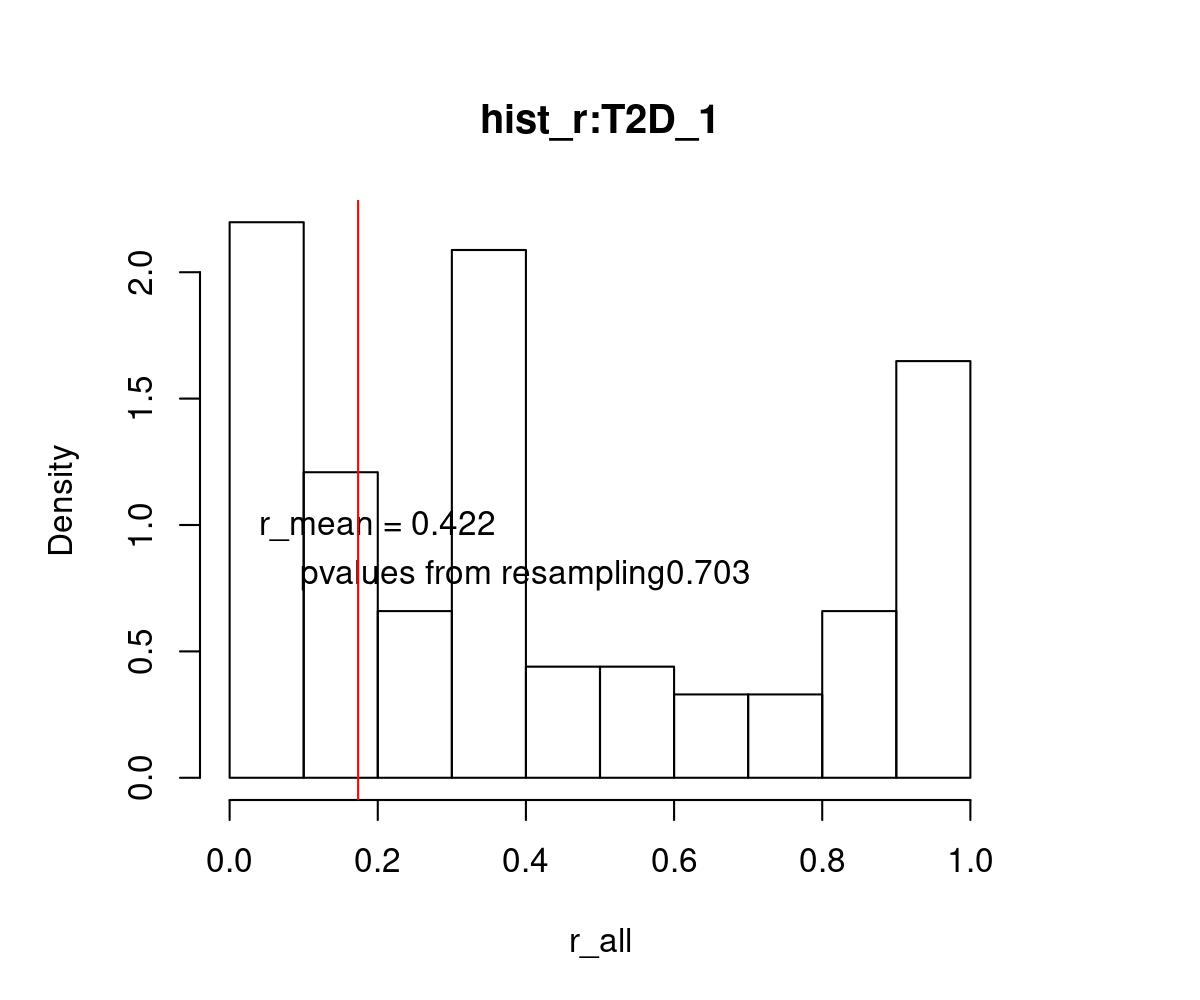 hist_r:T2D_1
2.0
1.5
1.0
0.5
0.0
Density
r_mean = 0.422
pvalues from resampling0.703
0.0 0.2 0.4 0.6 0.8 1.0
r_all